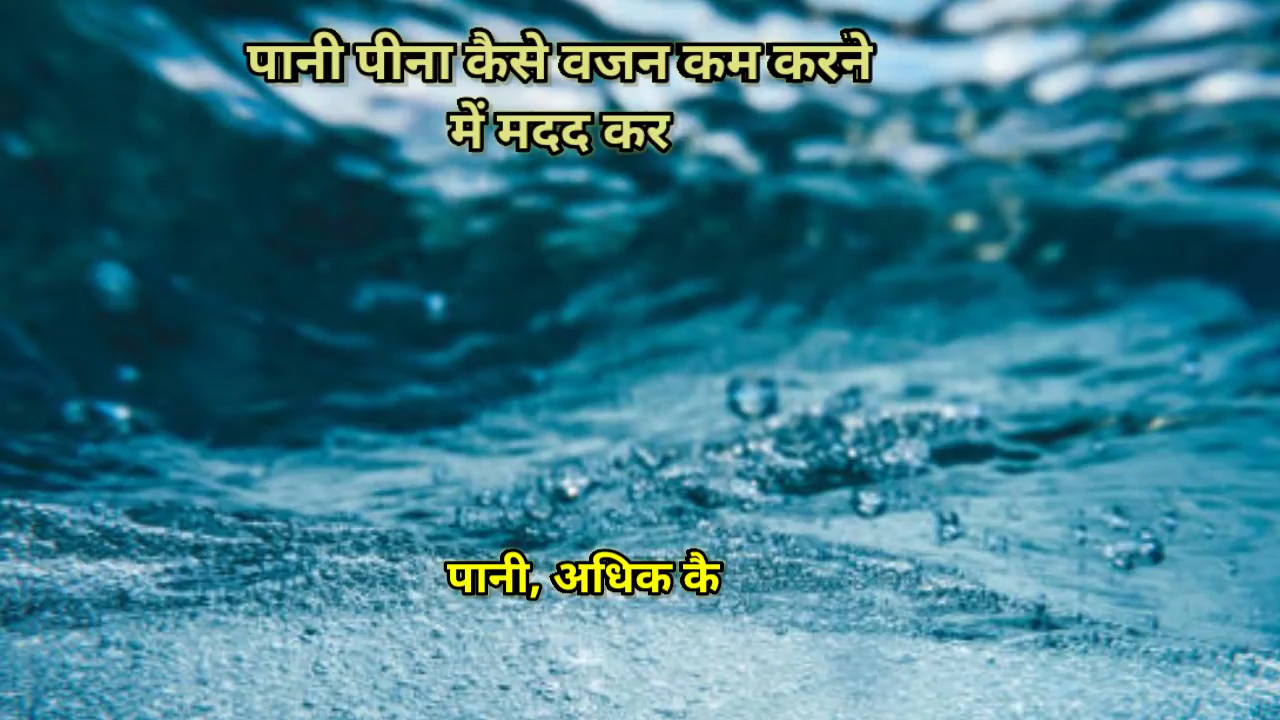 पानी पीना कैसे वजन कम करने
में मदद कर
पानी, अधिक कै